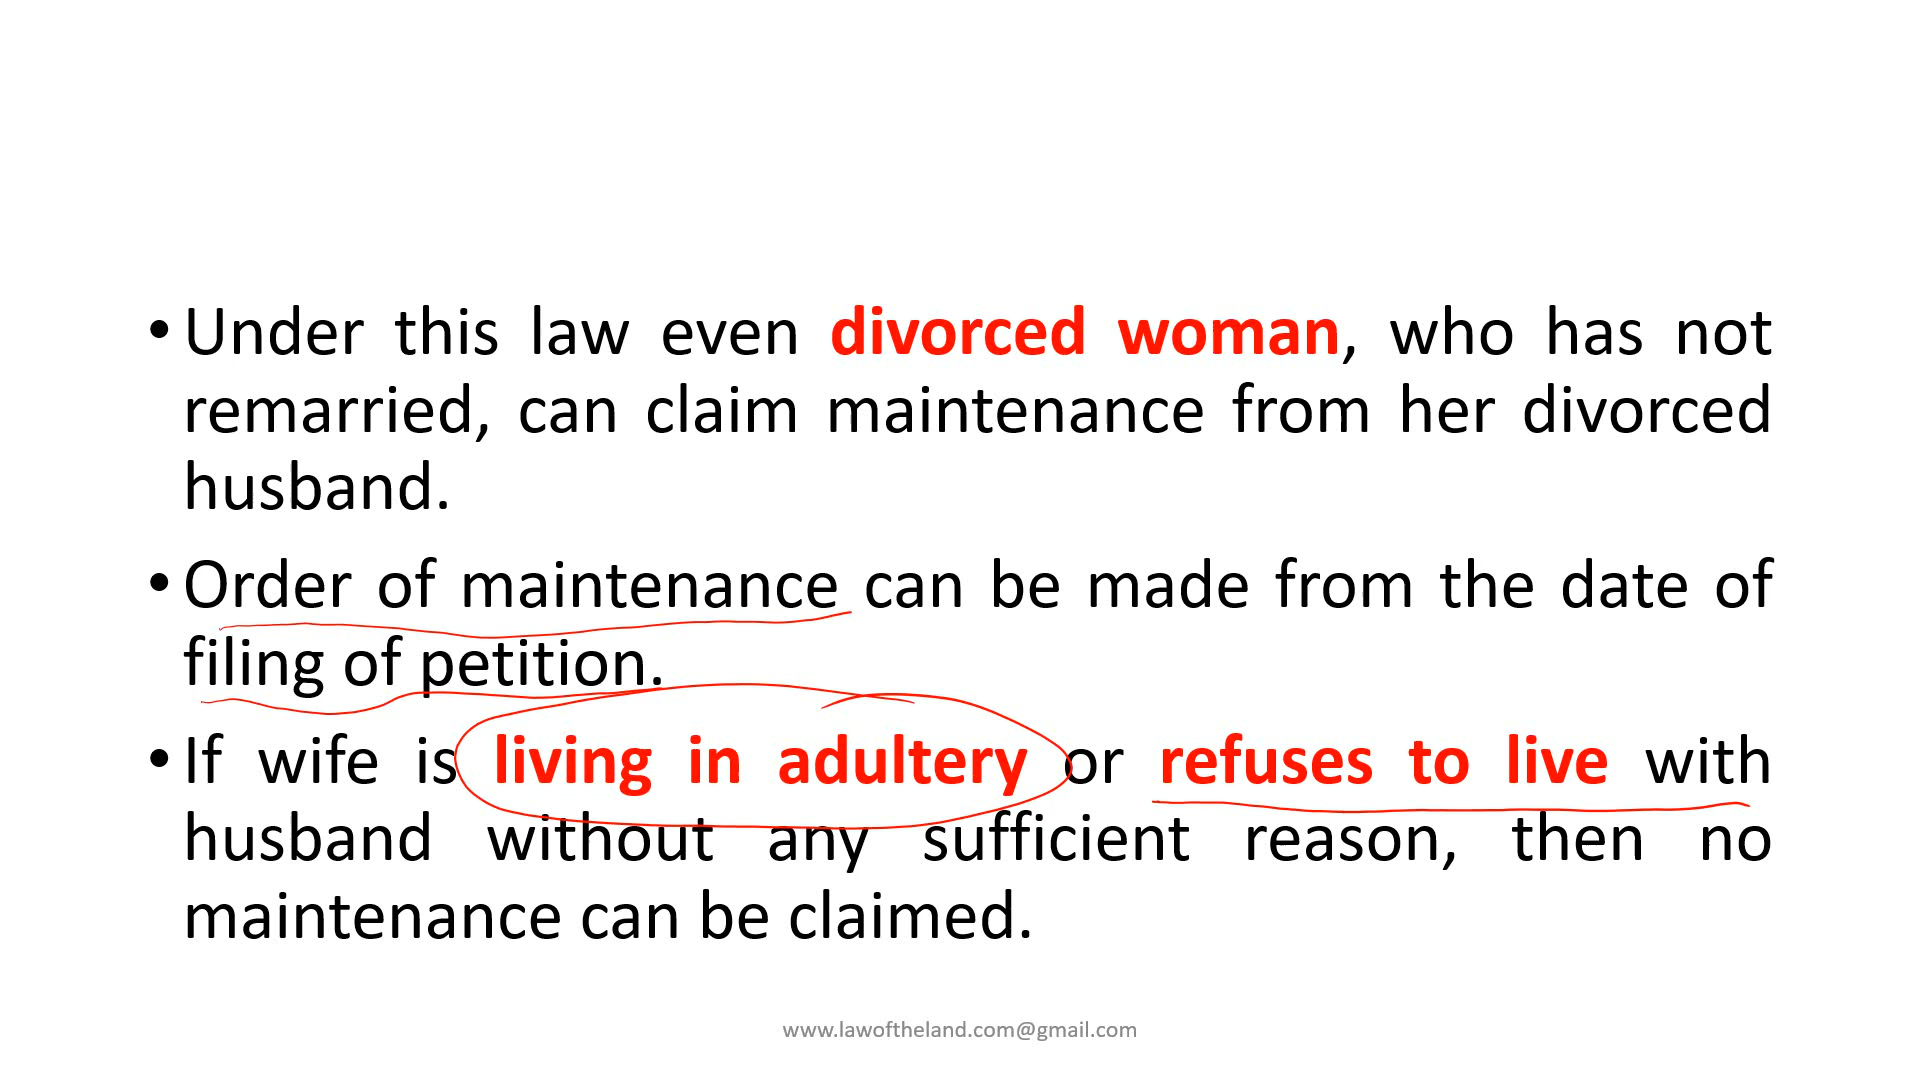 • Under this law even divorced woman, who has not
remarried, can claim maintenance from her divorced
husband.
• Order of maintenance can be made from the date of
filing of petition.
• If wife is living in adultery or refuses to live with
husband without any sufficient reason, then no
maintenance can be claimed.
www.lawoftheland.com@gmail.com